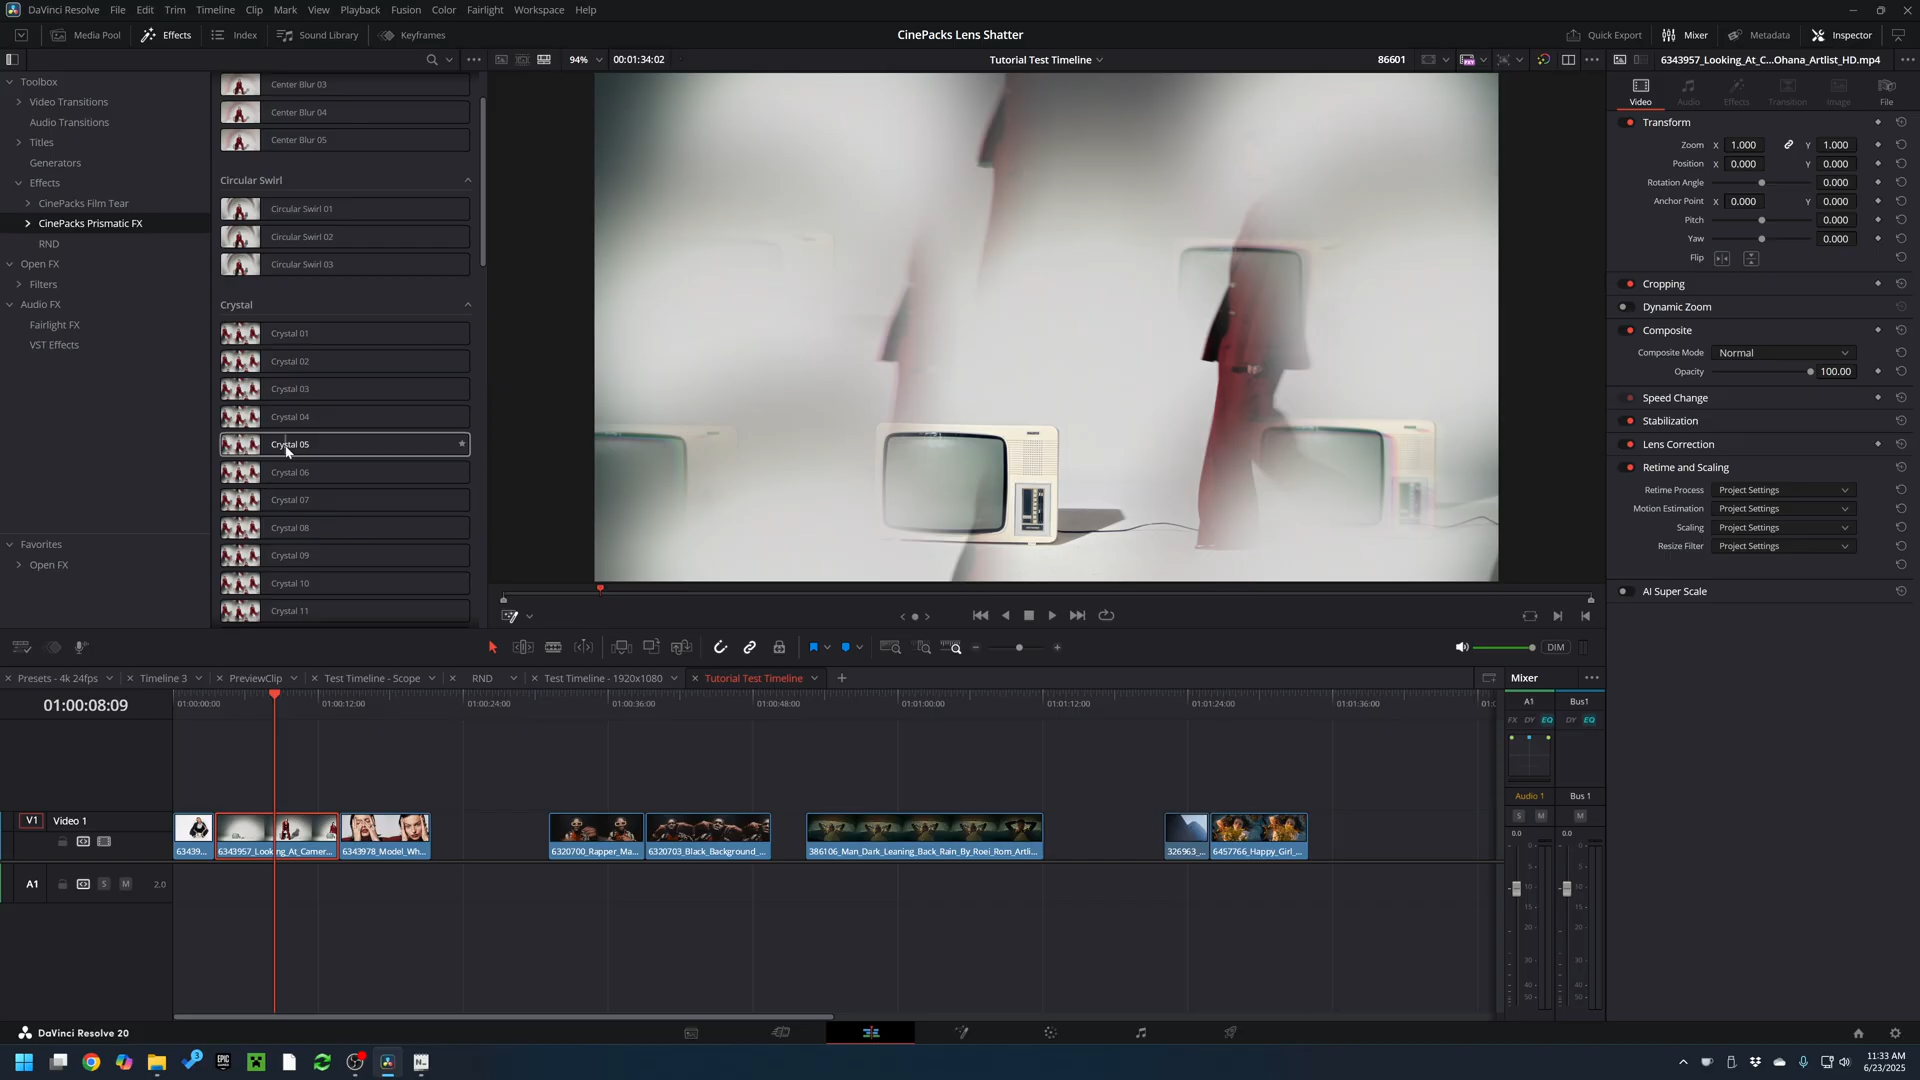 DaVinci Resolve File Edit Trim Timeline Clip Mark View Playback Fusion Color Fairlight Workspace Help
Media Pool Effects Index Sound Library Keyframes CinePacks Lens Shatter Quick Export Mixer Metadata Inspector
94% 00:01:34:02 Tutorial Test Timeline 86601 6343957_Looking_At_C...Ohana_Artlist_HD.mp4
Toolbox
Video Transitions
Audio Transitions
Titles
Generators
Effects
CinePacks Film Tear
CinePacks Prismatic FX
RND
Open FX
Filters
Audio FX
Fairlight FX
VST Effects
Favorites
Open FX
Center Blur 03
Center Blur 04
Center Blur 05
Circular Swirl
Circular Swirl 01
Circular Swirl 02
Circular Swirl 03
Crystal
Crystal 01
Crystal 02
Crystal 03
Crystal 04
Crystal 05
Crystal 06
Crystal 07
Crystal 08
Crystal 09
Crystal 10
Crystal 11
Video Audio Effects Transition Image File
Transform
Zoom X 1.000 Y 1.000
Position X 0.000 Y 0.000
Rotation Angle 0.000
Anchor Point X 0.000 Y 0.000
Pitch 0.000
Yaw 0.000
Flip
Cropping
Dynamic Zoom
Composite
Composite Mode Normal
Opacity 100.00
Speed Change
Stabilization
Lens Correction
Retime and Scaling
Retime Process Project Settings
Motion Estimation Project Settings
Scaling Project Settings
Resize Filter Project Settings
AI Super Scale
DIM
Presets - 4k 24fps Timeline 3 PreviewClip Test Timeline - Scope RND Test Timeline - 1920x1080 Tutorial Test Timeline
01:00:08:09
01:00:00:00 01:00:12:00 01:00:24:00 01:00:36:00 01:00:48:00 01:01:00:00 01:01:12:00 01:01:24:00 01:01:36:00
V1 Video 1
63439... 6343957_Looking_At_Camer... 6343978_Model_Wh... 6320700_Rapper_Ma... 6320703_Black_Background_... 386106_Man_Dark_Leaning_Back_Rain_By_Roei_Rom_Artli... 326963_... 6457766_Happy_Girl_...
A1 S M 2.0
Mixer
A1 Bus1
FX DY EQ DY EQ
Audio 1 Bus 1
S M M
0.0 0.0
DaVinci Resolve 20
11:33 AM
6/23/2025